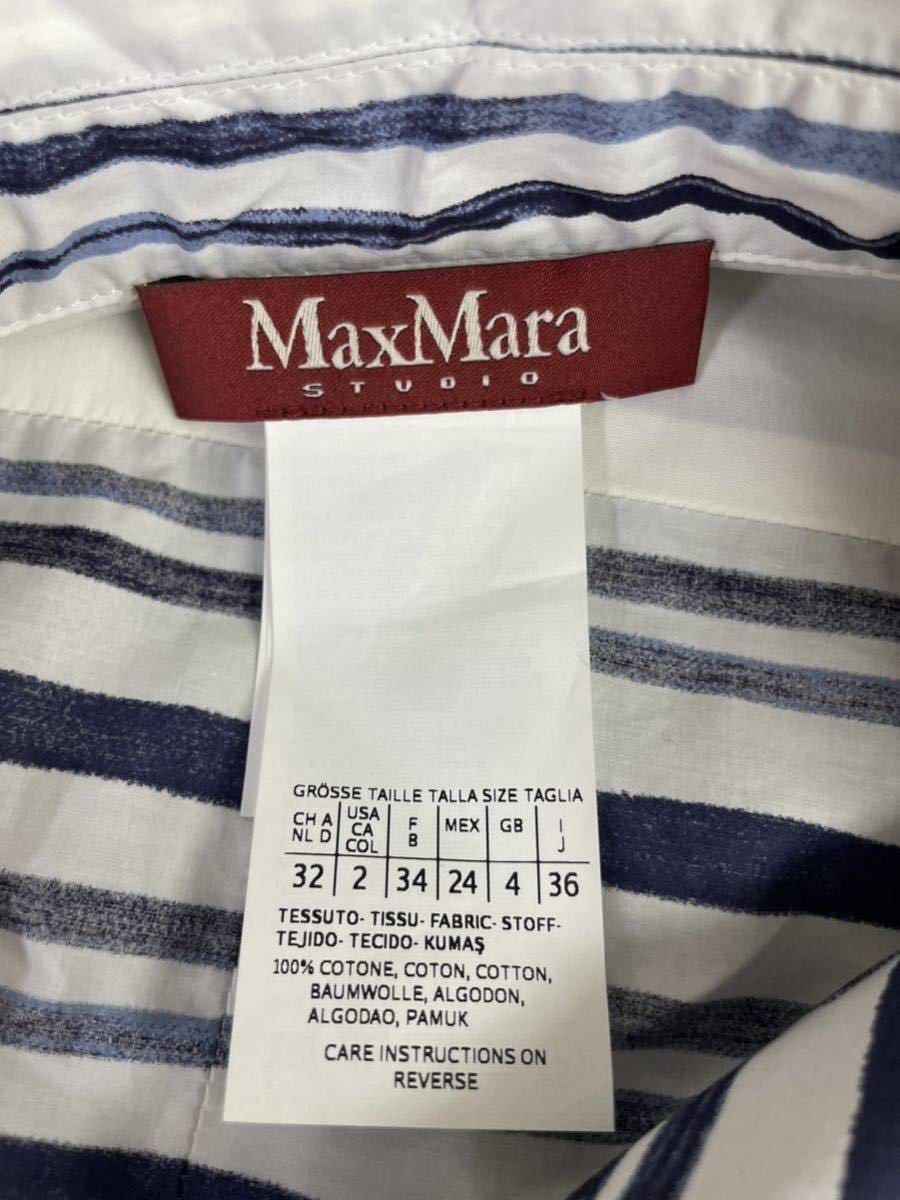 MaxMara
STUDIO
GRÖSSE TAILLE TALLA SIZE TAGLIA
CH A NL D | USA CA COL | F B | MEX | GB | I J
32 | 2 | 34 | 24 | 4 | 36
TESSUTO- TISSU- FABRIC- STOFF-
TEJIDO- TECIDO- KUMAŞ
100% COTONE, COTON, COTTON,
BAUMWOLLE, ALGODON,
ALGODAO, PAMUK
CARE INSTRUCTIONS ON
REVERSE